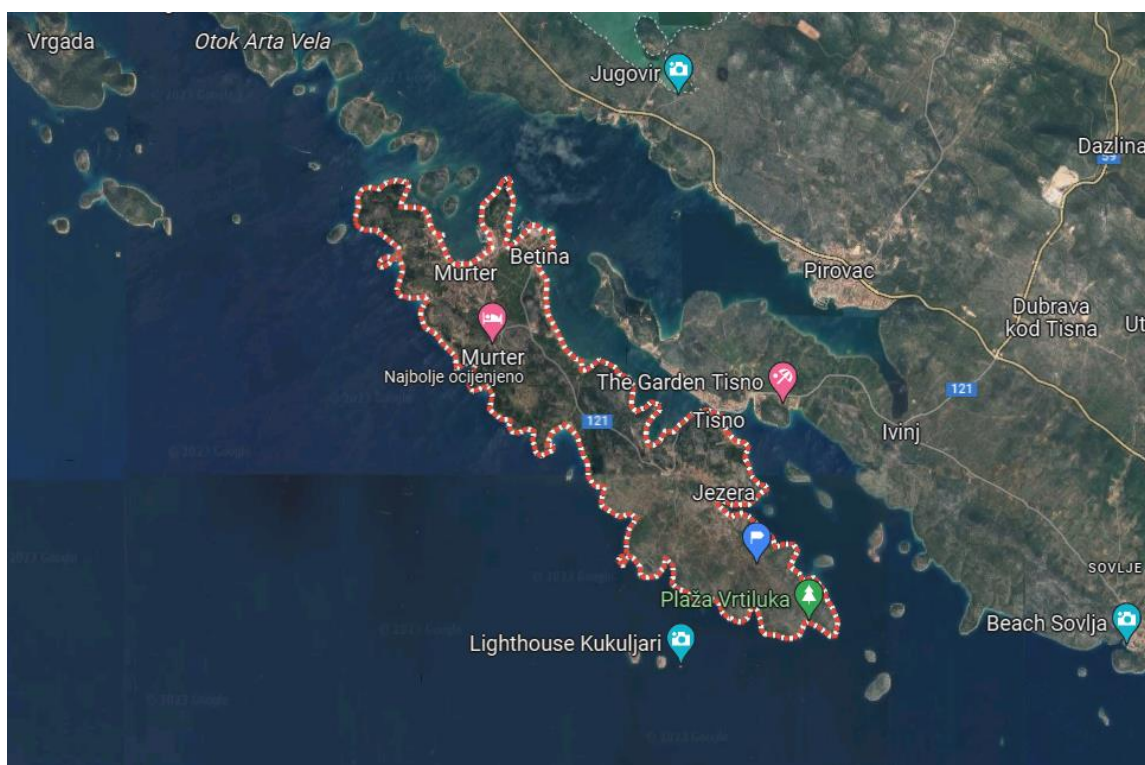 Vrgada
Otok Arta Vela
Jugovir
Dazlina
59
Betina
Murter
Pirovac
Dubrava
kod Tisna
Murter
Najbolje ocijenjeno
The Garden Tisno
121
121
Tisno
Ivinj
Jezera
SOVLJE
Plaža Vrtiluka
Beach Sovlja
Lighthouse Kukuljari